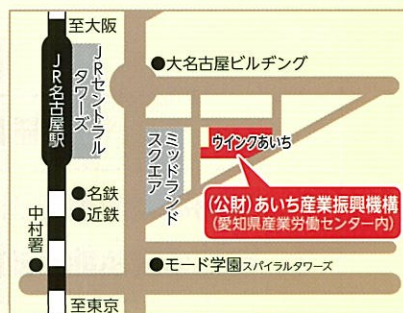 至大阪
JR名古屋駅
JRセントラル
タワーズ
●大名古屋ビルヂング
ミッドランド
スクエア
ウインクあいち
(公財)あいち産業振興機構
(愛知県産業労働センター内)
●名鉄
●近鉄
中村署
●
●モード学園スパイラルタワーズ
至東京